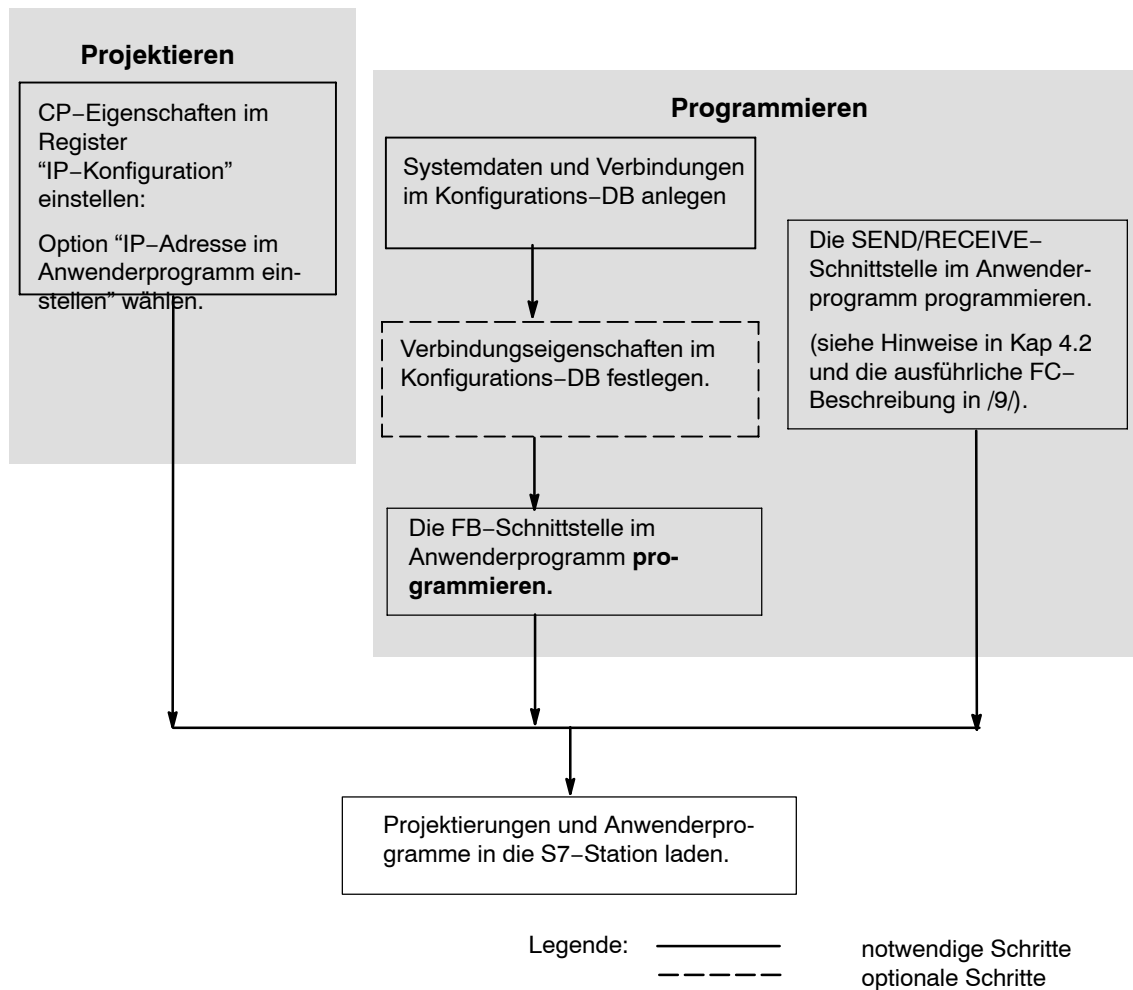 Projektieren
CP–Eigenschaften im
Register
“IP–Konfiguration”
einstellen:
Option “IP–Adresse im
Anwenderprogramm ein-
stellen” wählen.
Programmieren
Systemdaten und Verbindungen
im Konfigurations–DB anlegen
Verbindungseigenschaften im
Konfigurations–DB festlegen.
Die FB–Schnittstelle im
Anwenderprogramm pro-
grammieren.
Die SEND/RECEIVE–
Schnittstelle im Anwender-
programm programmieren.
(siehe Hinweise in Kap 4.2
und die ausführliche FC–
Beschreibung in /9/).
Projektierungen und Anwenderpro-
gramme in die S7–Station laden.
Legende:
notwendige Schritte
optionale Schritte